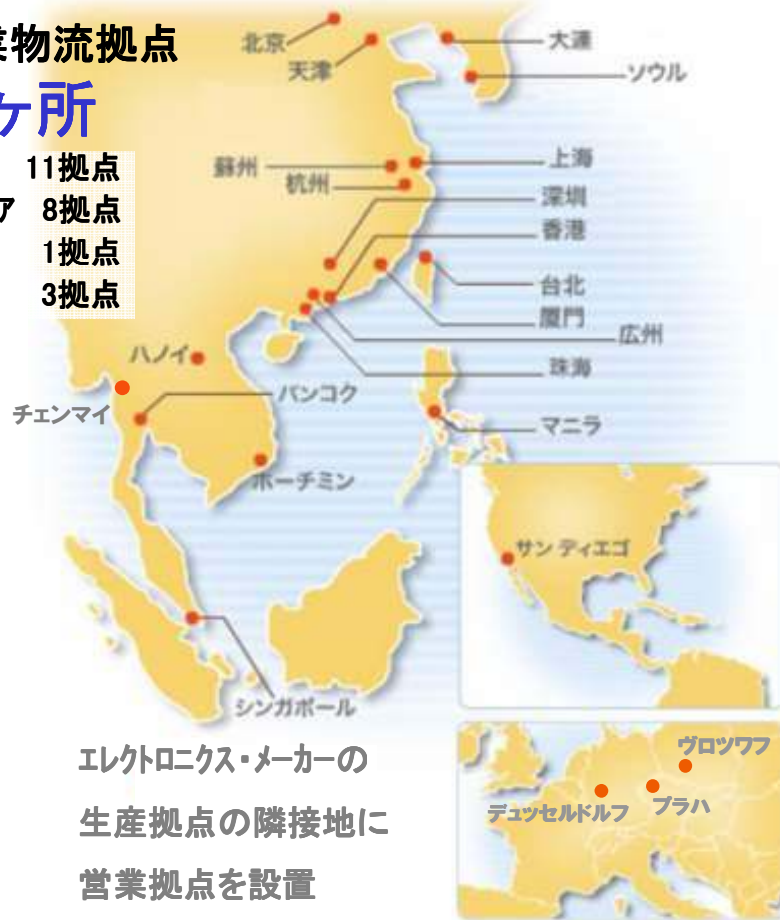 業物流拠点
ヶ所
11拠点
ア 8拠点
1拠点
3拠点
北京
天津
大連
ソウル
蘇州
杭州
上海
深圳
香港
台北
厦門
広州
珠海
ハノイ
バンコク
チェンマイ
マニラ
ホーチミン
サンディエゴ
シンガポール
ヴロツワフ
デュッセルドルフ
プラハ
エレクトロニクス・メーカーの
生産拠点の隣接地に
営業拠点を設置